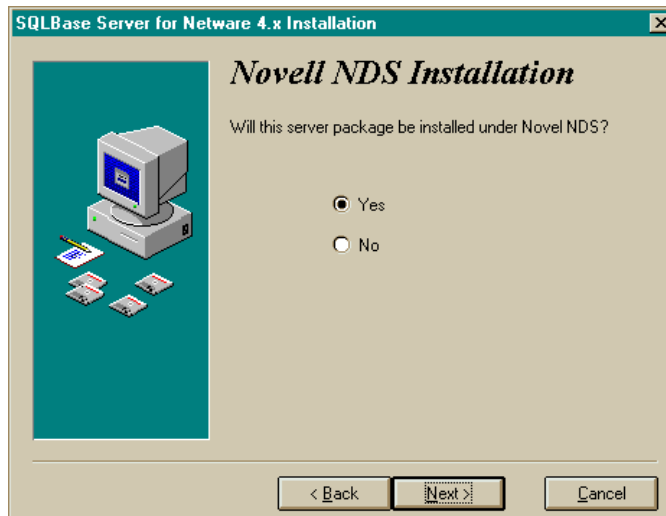 SQLBase Server for Netware 4.x Installation
Novell NDS Installation
Will this server package be installed under Novel NDS?
Yes
No
< Back
Next >
Cancel